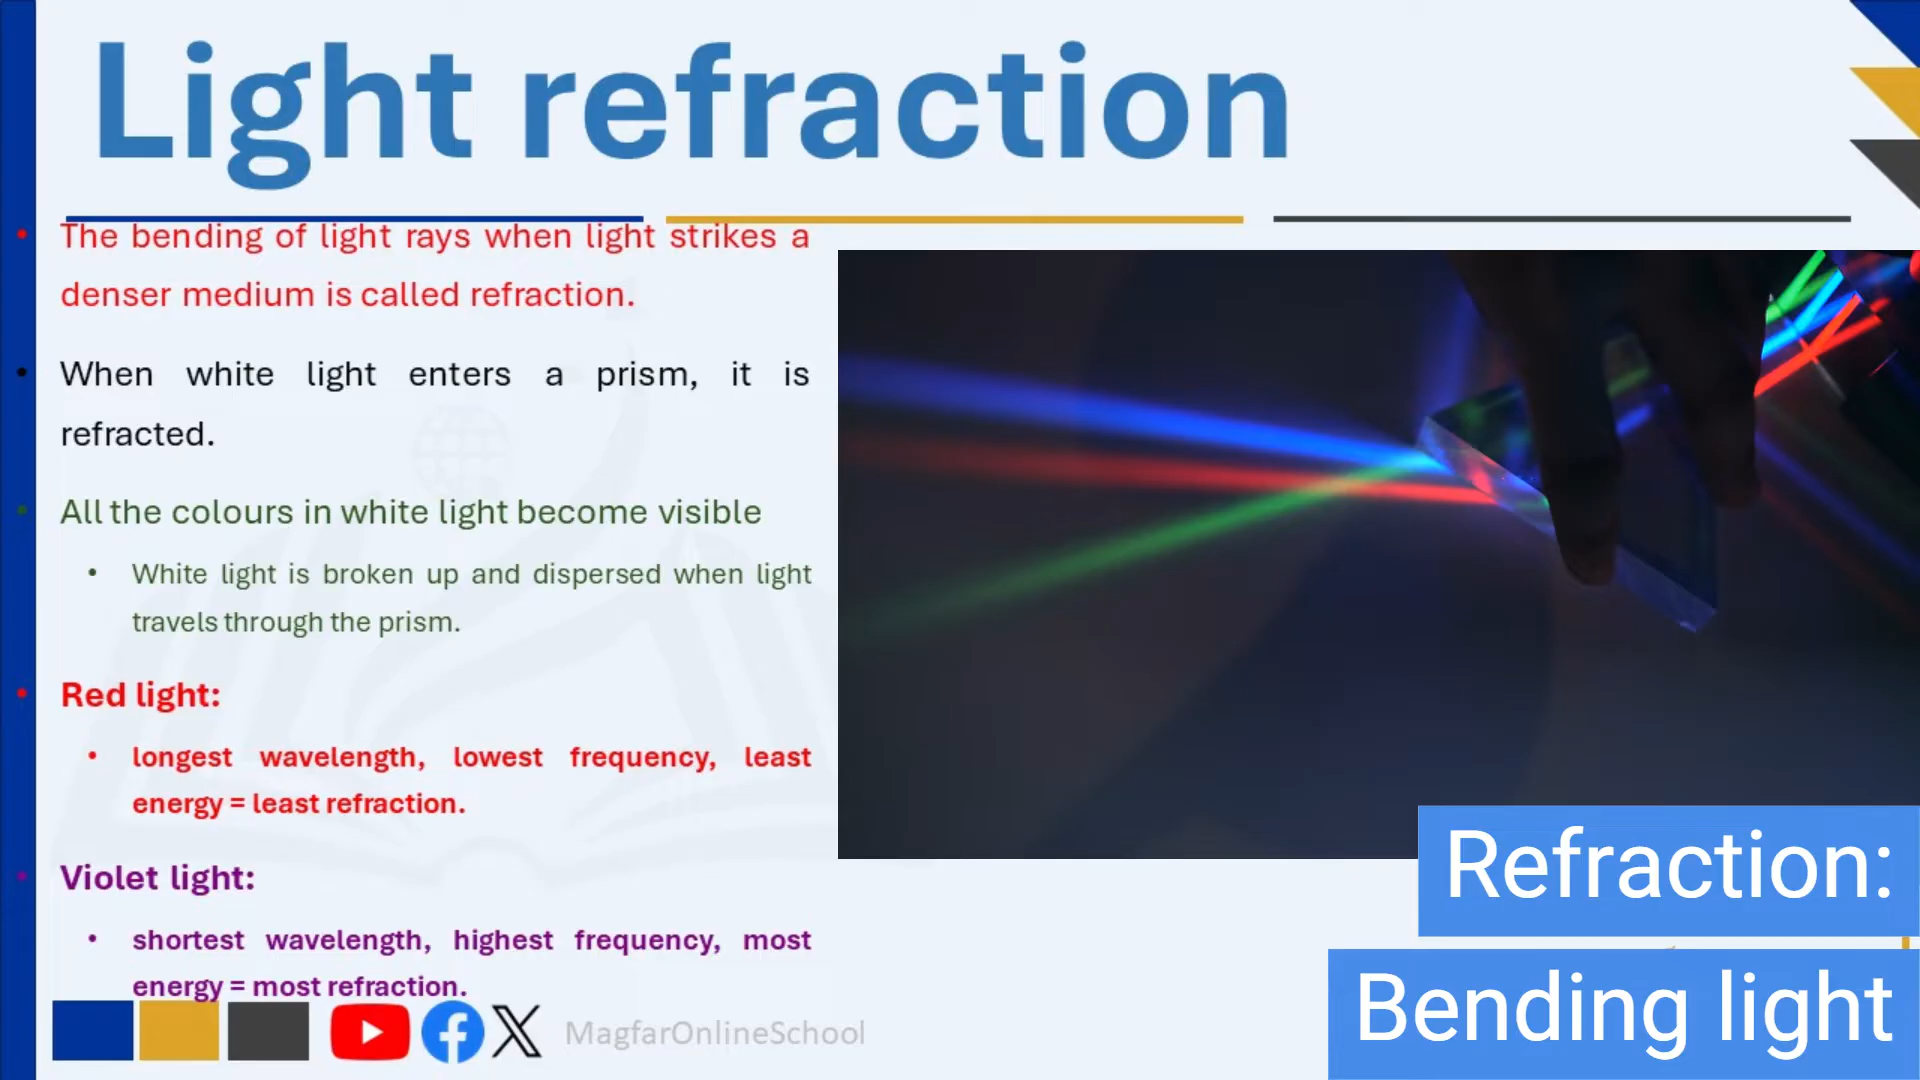 Light refraction
The bending of light rays when light strikes a
denser medium is called refraction.
When white light enters a prism, it is
refracted.
All the colours in white light become visible
White light is broken up and dispersed when light
travels through the prism.
Red light:
longest wavelength, lowest frequency, least
energy = least refraction.
Violet light:
shortest wavelength, highest frequency, most
energy = most refraction.
Refraction:
Bending light
MagfarOnlineSchool